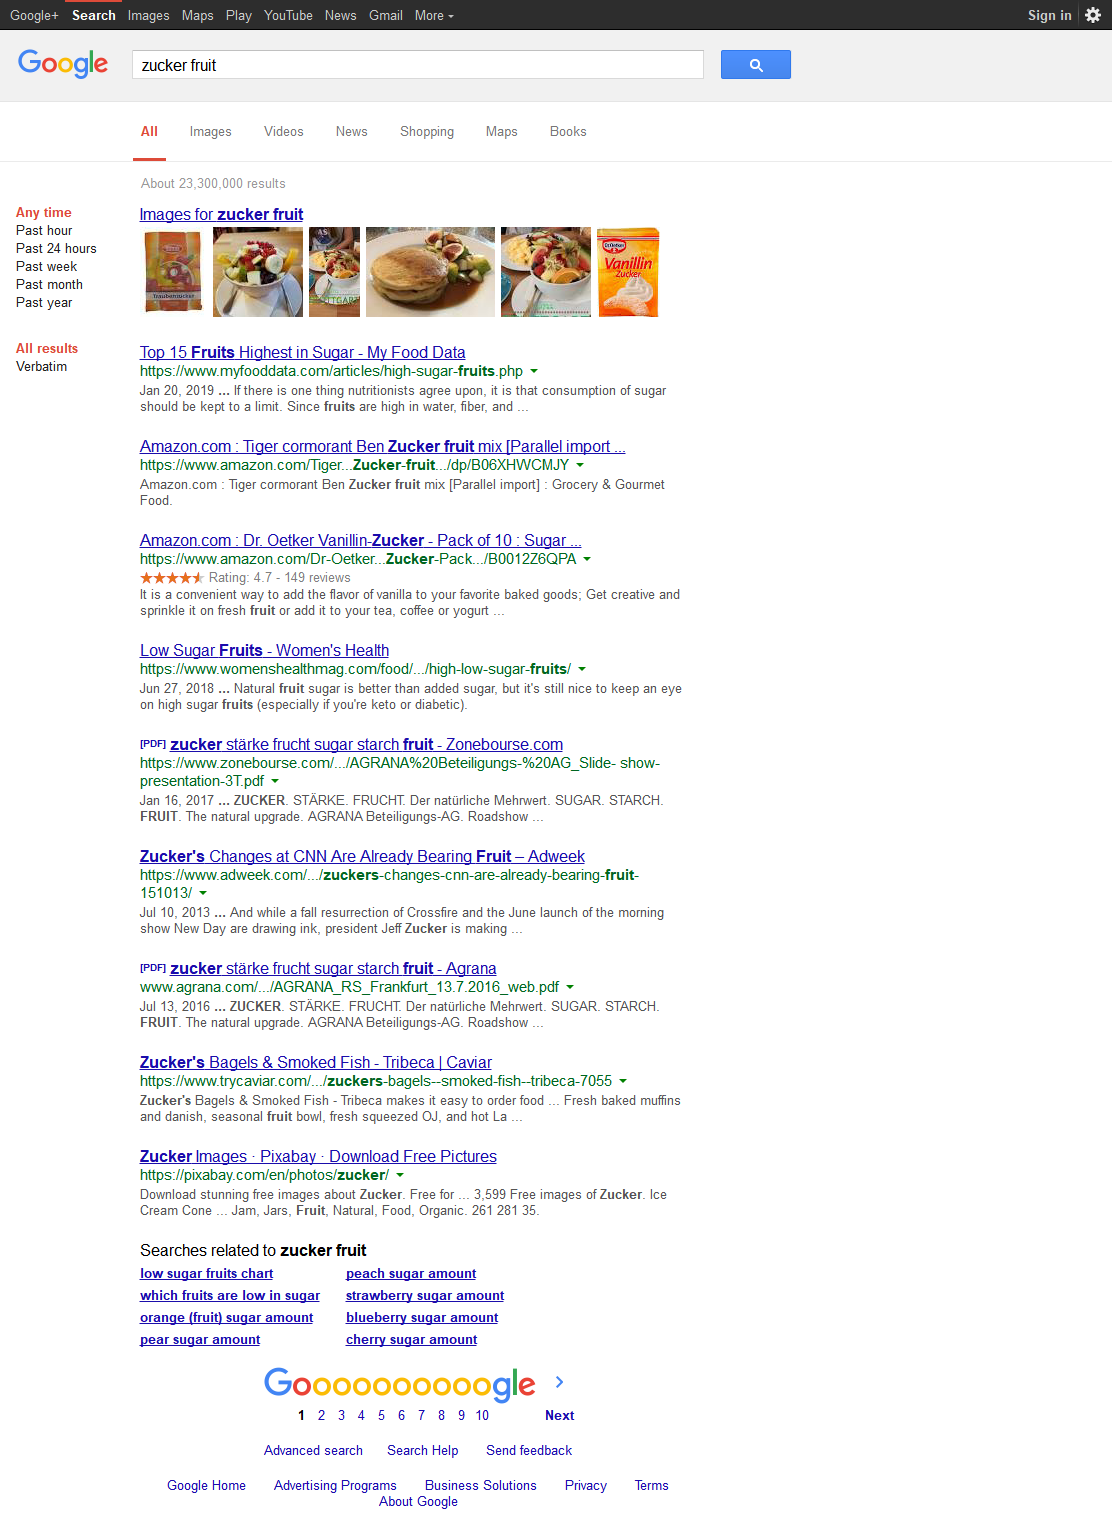 Google+ Search Images Maps Play YouTube News Gmail More Sign in
Google zucker fruit
All Images Videos News Shopping Maps Books
About 23,300,000 results
Any time
Past hour
Past 24 hours
Past week
Past month
Past year
All results
Verbatim
Images for zucker fruit
Traubenzucker
STUTTGART
Dr. Oetker
Vanillin
Zucker
Top 15 Fruits Highest in Sugar - My Food Data
https://www.myfooddata.com/articles/high-sugar-fruits.php
Jan 20, 2019 ... If there is one thing nutritionists agree upon, it is that consumption of sugar
should be kept to a limit. Since fruits are high in water, fiber, and ...
Amazon.com : Tiger cormorant Ben Zucker fruit mix [Parallel import ...
https://www.amazon.com/Tiger...Zucker-fruit.../dp/B06XHWCMJY
Amazon.com : Tiger cormorant Ben Zucker fruit mix [Parallel import] : Grocery & Gourmet
Food.
Amazon.com : Dr. Oetker Vanillin-Zucker - Pack of 10 : Sugar ...
https://www.amazon.com/Dr-Oetker...Zucker-Pack.../B0012Z6QPA
Rating: 4.7 - 149 reviews
It is a convenient way to add the flavor of vanilla to your favorite baked goods; Get creative and
sprinkle it on fresh fruit or add it to your tea, coffee or yogurt ...
Low Sugar Fruits - Women's Health
https://www.womenshealthmag.com/food/.../high-low-sugar-fruits/
Jun 27, 2018 ... Natural fruit sugar is better than added sugar, but it's still nice to keep an eye
on high sugar fruits (especially if you're keto or diabetic).
[PDF] zucker stärke frucht sugar starch fruit - Zonebourse.com
https://www.zonebourse.com/.../AGRANA%20Beteiligungs-%20AG_Slide- show-
presentation-3T.pdf
Jan 16, 2017 ... ZUCKER. STÄRKE. FRUCHT. Der natürliche Mehrwert. SUGAR. STARCH.
FRUIT. The natural upgrade. AGRANA Beteiligungs-AG. Roadshow ...
Zucker's Changes at CNN Are Already Bearing Fruit – Adweek
https://www.adweek.com/.../zuckers-changes-cnn-are-already-bearing-fruit-
151013/
Jul 10, 2013 ... And while a fall resurrection of Crossfire and the June launch of the morning
show New Day are drawing ink, president Jeff Zucker is making ...
[PDF] zucker stärke frucht sugar starch fruit - Agrana
www.agrana.com/.../AGRANA_RS_Frankfurt_13.7.2016_web.pdf
Jul 13, 2016 ... ZUCKER. STÄRKE. FRUCHT. Der natürliche Mehrwert. SUGAR. STARCH.
FRUIT. The natural upgrade. AGRANA Beteiligungs-AG. Roadshow ...
Zucker's Bagels & Smoked Fish - Tribeca | Caviar
https://www.trycaviar.com/.../zuckers-bagels--smoked-fish--tribeca-7055
Zucker's Bagels & Smoked Fish - Tribeca makes it easy to order food ... Fresh baked muffins
and danish, seasonal fruit bowl, fresh squeezed OJ, and hot La ...
Zucker Images · Pixabay · Download Free Pictures
https://pixabay.com/en/photos/zucker/
Download stunning free images about Zucker. Free for ... 3,599 Free images of Zucker. Ice
Cream Cone ... Jam, Jars, Fruit, Natural, Food, Organic. 261 281 35.
Searches related to zucker fruit
low sugar fruits chart peach sugar amount
which fruits are low in sugar strawberry sugar amount
orange (fruit) sugar amount blueberry sugar amount
pear sugar amount cherry sugar amount
Goooooooooogle
1 2 3 4 5 6 7 8 9 10 Next
Advanced search Search Help Send feedback
Google Home Advertising Programs Business Solutions Privacy Terms
About Google